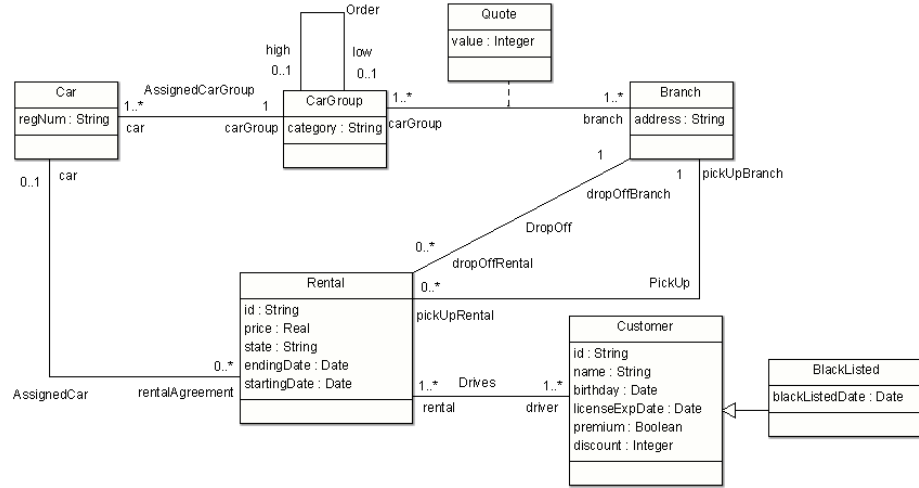 Order
Quote
value : Integer
high
low
0..1
0..1
Car
regNum : String
AssignedCarGroup
1..*
1
car
carGroup
CarGroup
category : String
1..*
carGroup
1..*
branch
Branch
address : String
0..1
car
1
dropOffBranch
1
pickUpBranch
DropOff
0..*
dropOffRental
Rental
id : String
price : Real
state : String
endingDate : Date
startingDate : Date
0..*
pickUpRental
PickUp
Customer
id : String
name : String
birthday : Date
licenseExpDate : Date
premium : Boolean
discount : Integer
BlackListed
blackListedDate : Date
0..*
AssignedCar
rentalAgreement
1..*
Drives
1..*
rental
driver